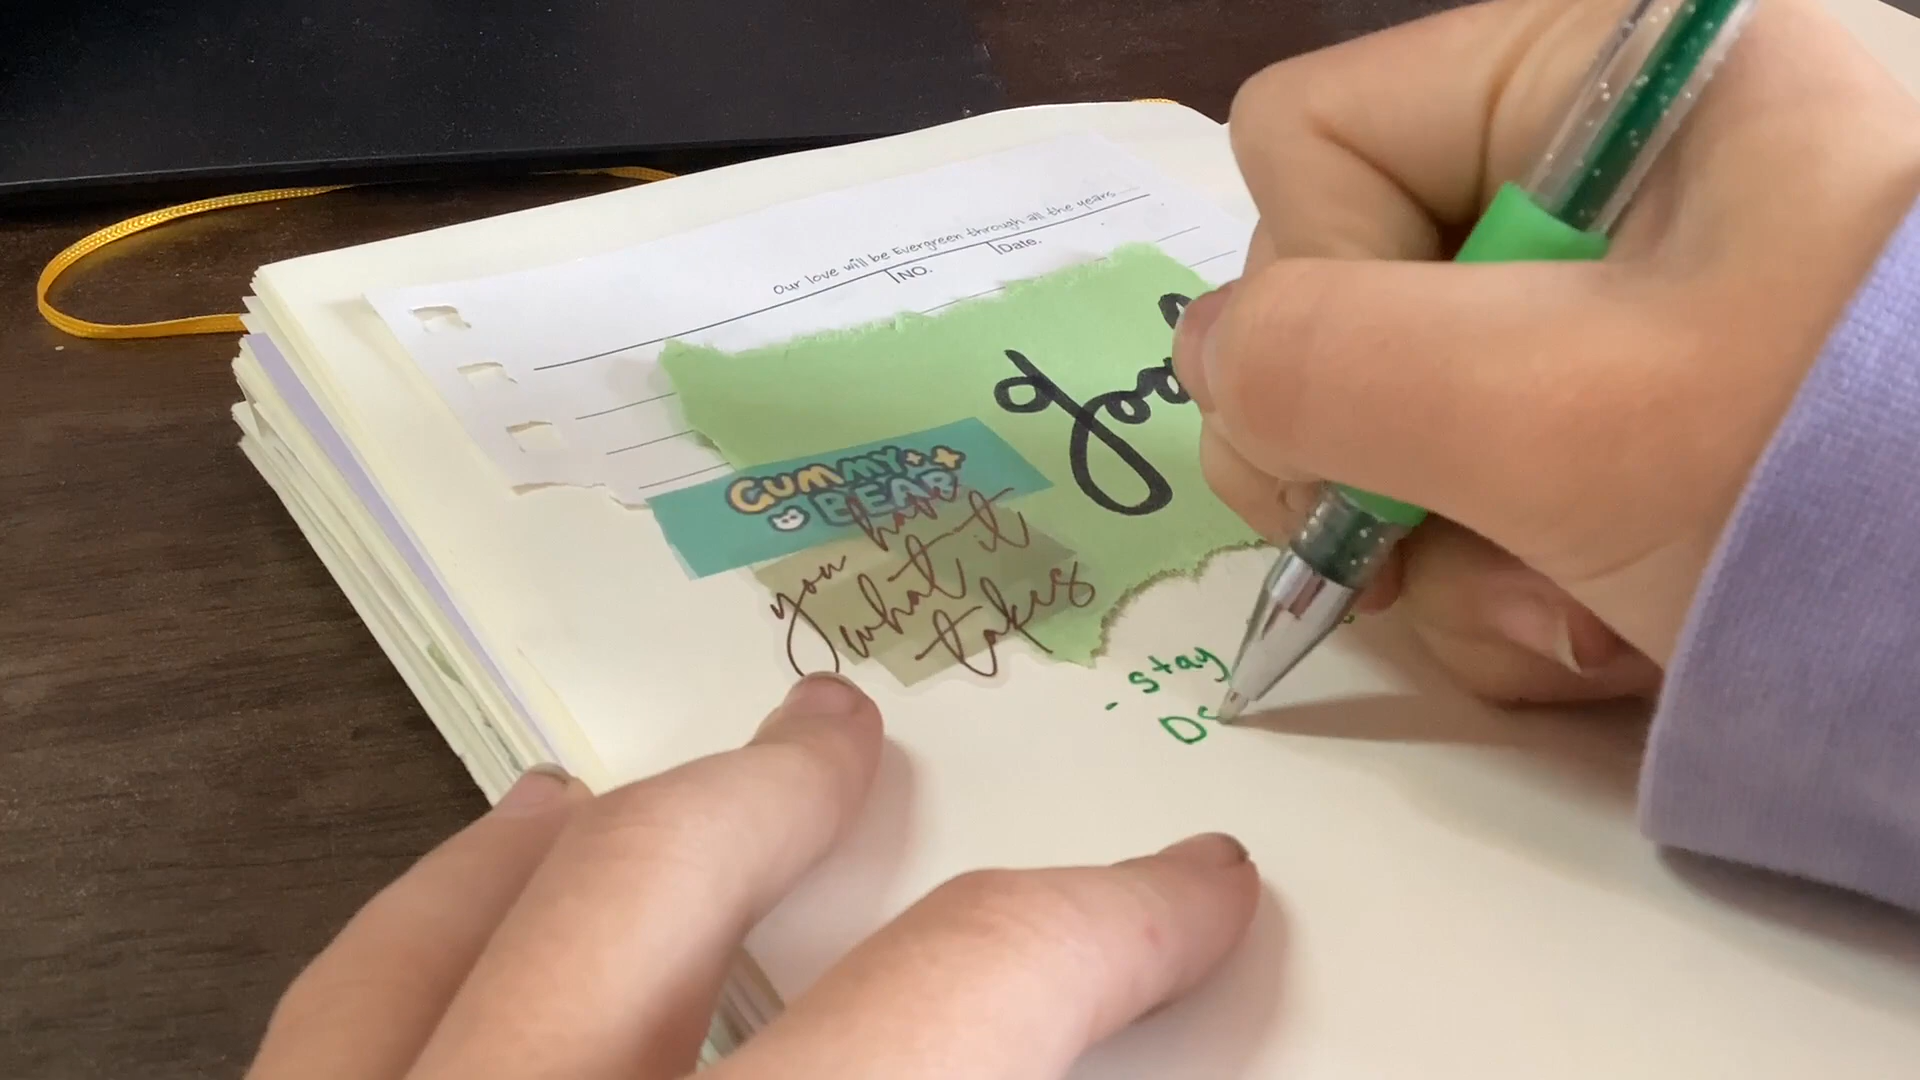 Our love will be Evergreen through all the years
NO.
Date.
GUMMY
BEAR
you have
what it
takes
- stay